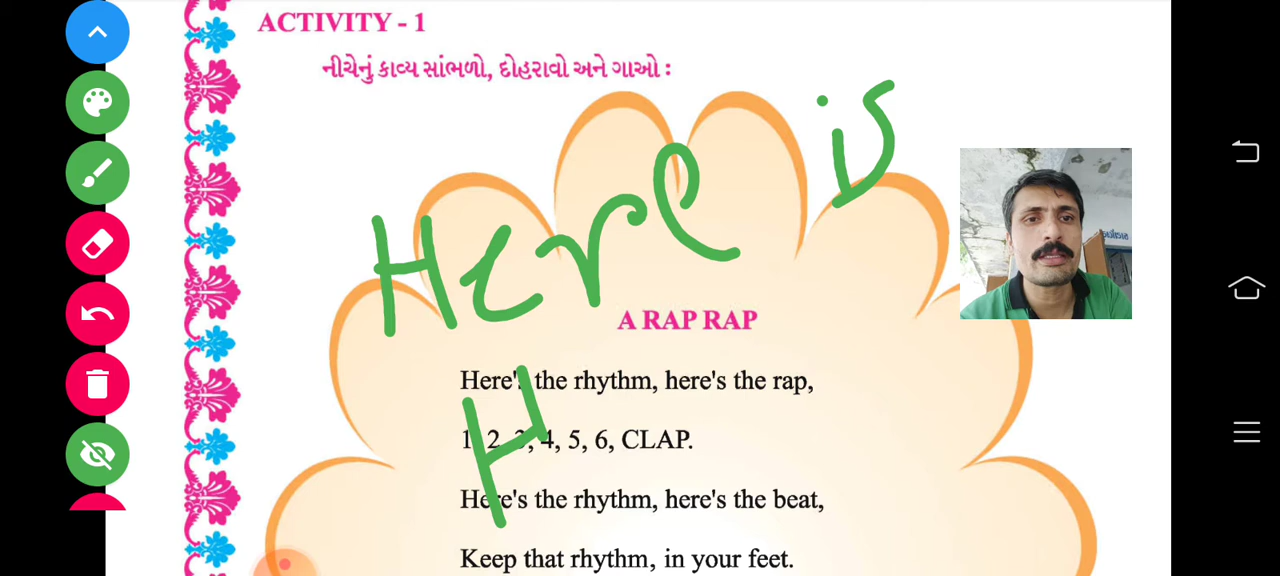 ACTIVITY - 1
નીચેનું કાવ્ય સાંભળો, દોહરાવો અને ગાઓ :
Here is
A RAP RAP
Here's the rhythm, here's the rap,
H
1, 2, 3, 4, 5, 6, CLAP.
Here's the rhythm, here's the beat,
Keep that rhythm, in your feet.